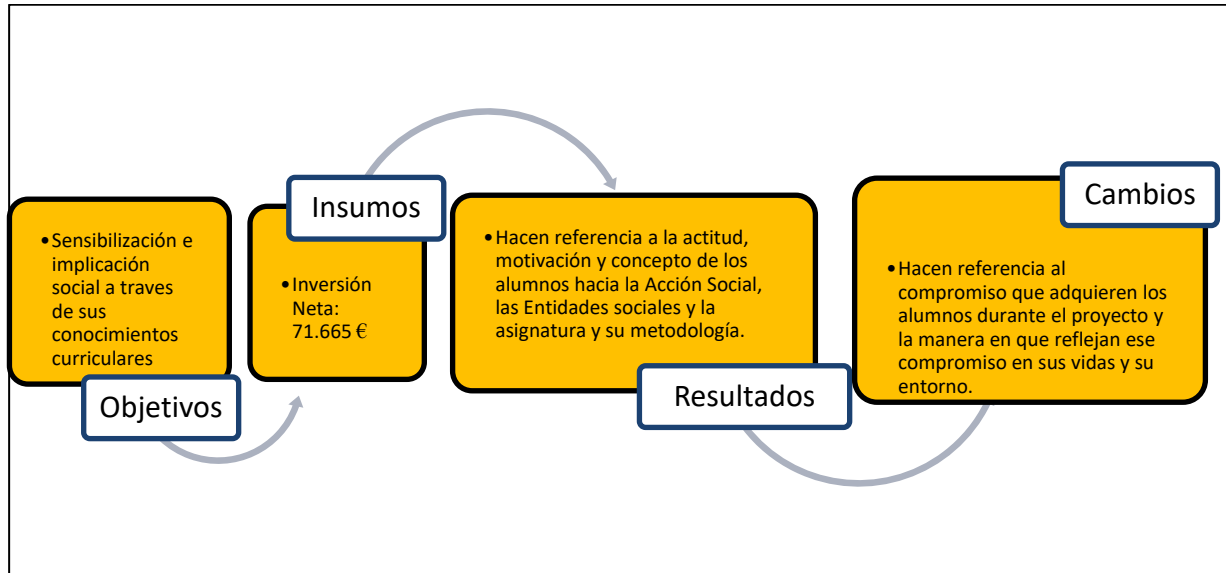 •Sensibilización e
implicación
social a traves
de sus
conocimientos
curriculares
Objetivos
Insumos
•Inversión
Neta:
71.665 €
•Hacen referencia a la actitud,
motivación y concepto de los
alumnos hacia la Acción Social,
las Entidades sociales y la
asignatura y su metodología.
Resultados
Cambios
•Hacen referencia al
compromiso que adquieren los
alumnos durante el proyecto y
la manera en que reflejan ese
compromiso en sus vidas y su
entorno.